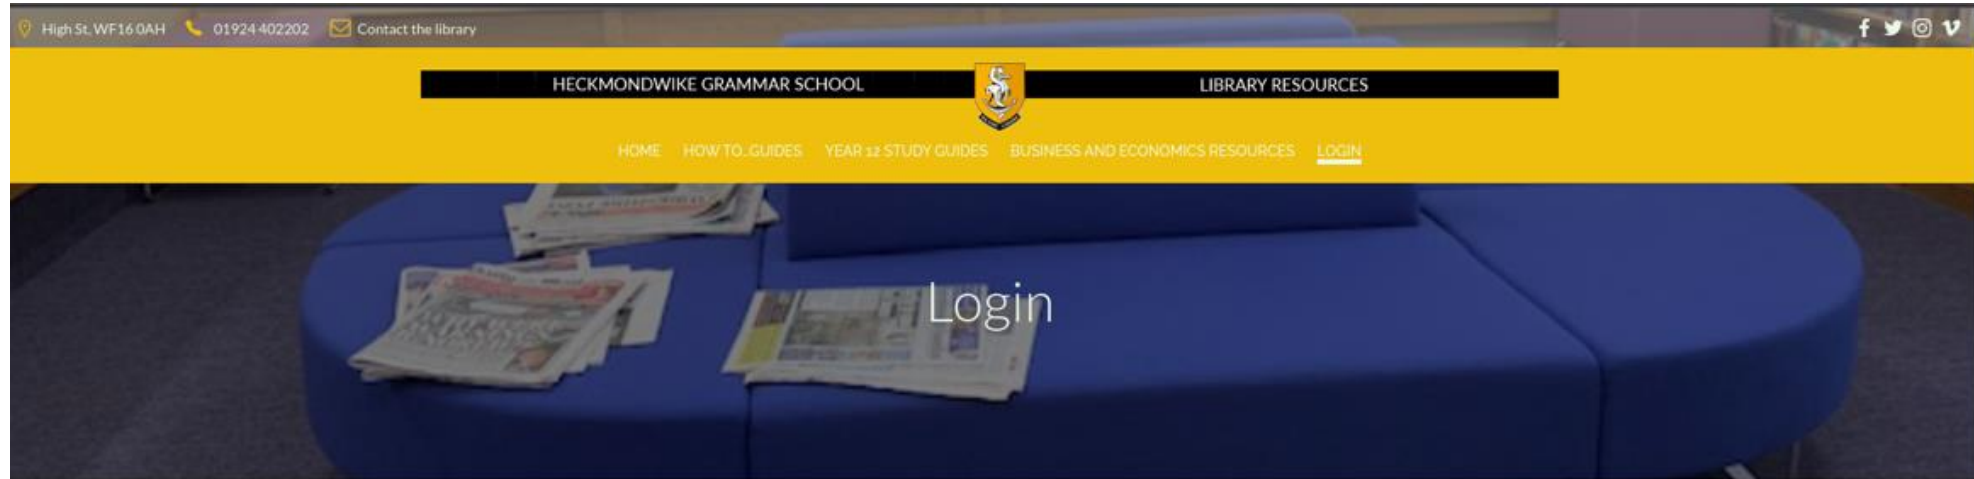 High St, WF16 0AH 01924 402202 Contact the library
HECKMONDWIKE GRAMMAR SCHOOL LIBRARY RESOURCES
HOME HOW TO.. GUIDES YEAR 12 STUDY GUIDES BUSINESS AND ECONOMICS RESOURCES LOGIN
Login